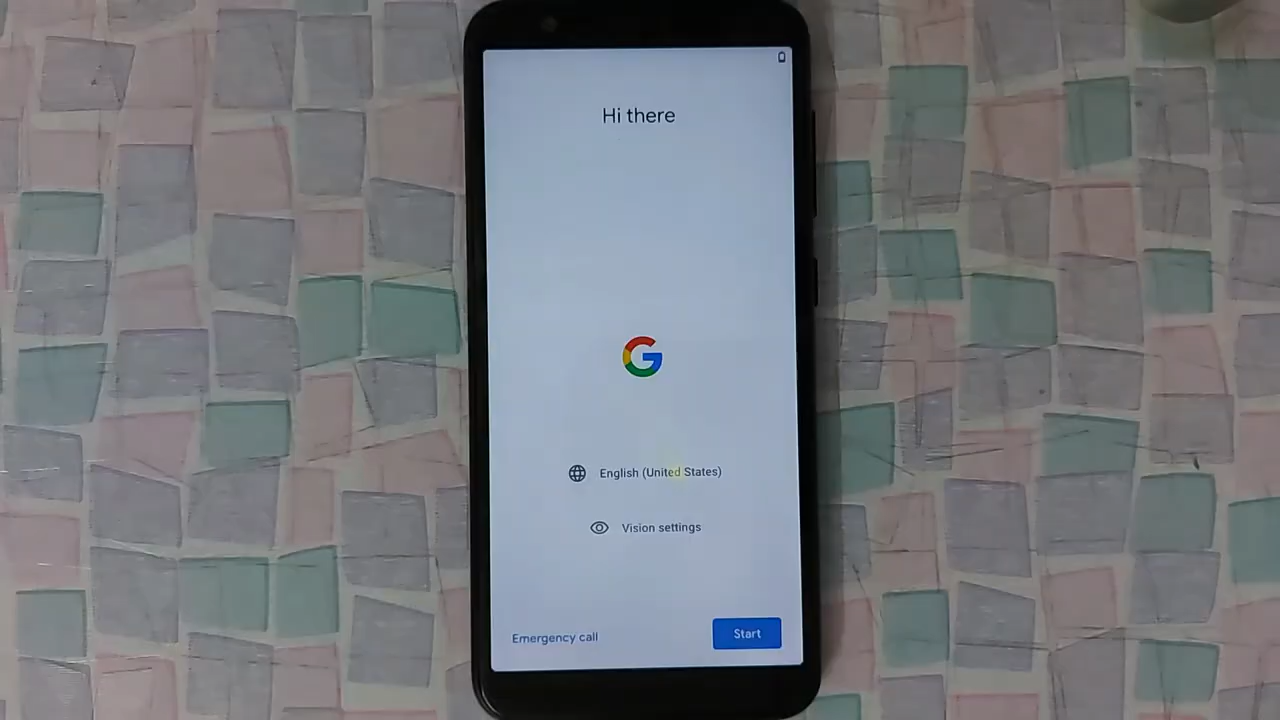 Hi there
English (United States)
Vision settings
Emergency call
Start